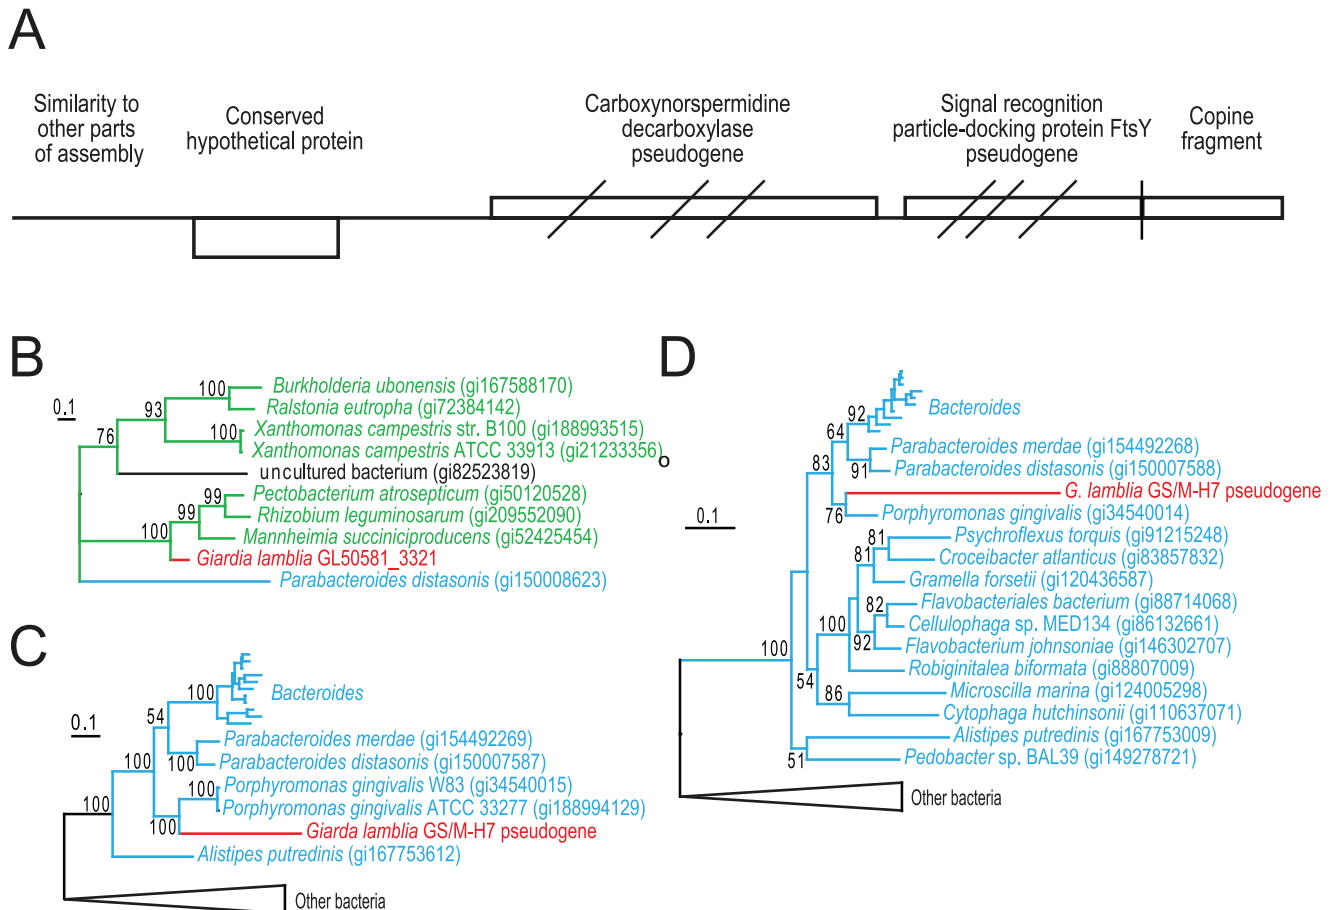 A
Similarity to
other parts
of assembly
Conserved
hypothetical protein
Carboxynorspermidine
decarboxylase
pseudogene
Signal recognition
particle-docking protein FtsY
pseudogene
Copine
fragment
B
0.1
100
93
76
100
99
99
100
Burkholderia ubonensis (gi167588170)
Ralstonia eutropha (gi72384142)
Xanthomonas campestris str. B100 (gi188993515)
Xanthomonas campestris ATCC 33913 (gi21233356)
o
uncultured bacterium (gi82523819)
Pectobacterium atrosepticum (gi50120528)
Rhizobium leguminosarum (gi209552090)
Mannheimia succiniciproducens (gi52425454)
Giardia lamblia GL50581_3321
Parabacteroides distasonis (gi150008623)
C
0.1
100
54
100
100
100
100
100
Bacteroides
Parabacteroides merdae (gi154492269)
Parabacteroides distasonis (gi150007587)
Porphyromonas gingivalis W83 (gi34540015)
Porphyromonas gingivalis ATCC 33277 (gi188994129)
Giarda lamblia GS/M-H7 pseudogene
Alistipes putredinis (gi167753612)
Other bacteria
D
0.1
92
64
83
91
76
81
81
82
100
92
100
54
86
51
Bacteroides
Parabacteroides merdae (gi154492268)
Parabacteroides distasonis (gi150007588)
G. lamblia GS/M-H7 pseudogene
Porphyromonas gingivalis (gi34540014)
Psychroflexus torquis (gi91215248)
Croceibacter atlanticus (gi83857832)
Gramella forsetii (gi120436587)
Flavobacteriales bacterium (gi88714068)
Cellulophaga sp. MED134 (gi86132661)
Flavobacterium johnsoniae (gi146302707)
Robiginitalea biformata (gi88807009)
Microscilla marina (gi124005298)
Cytophaga hutchinsonii (gi110637071)
Alistipes putredinis (gi167753009)
Pedobacter sp. BAL39 (gi149278721)
Other bacteria